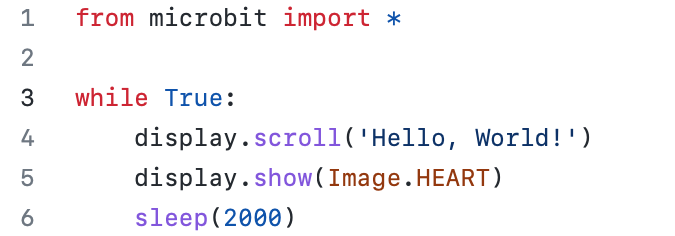 1 from microbit import *
2
3 while True:
4     display.scroll('Hello, World!')
5     display.show(Image.HEART)
6     sleep(2000)